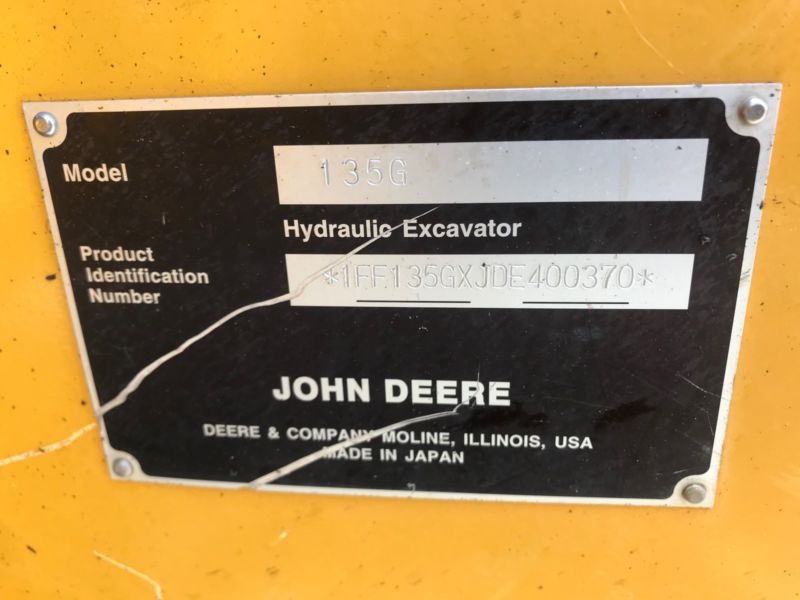 Model 135G
Hydraulic Excavator
Product
Identification
Number
*1FF135GXJDE400370*
JOHN DEERE
DEERE & COMPANY MOLINE, ILLINOIS, USA
MADE IN JAPAN